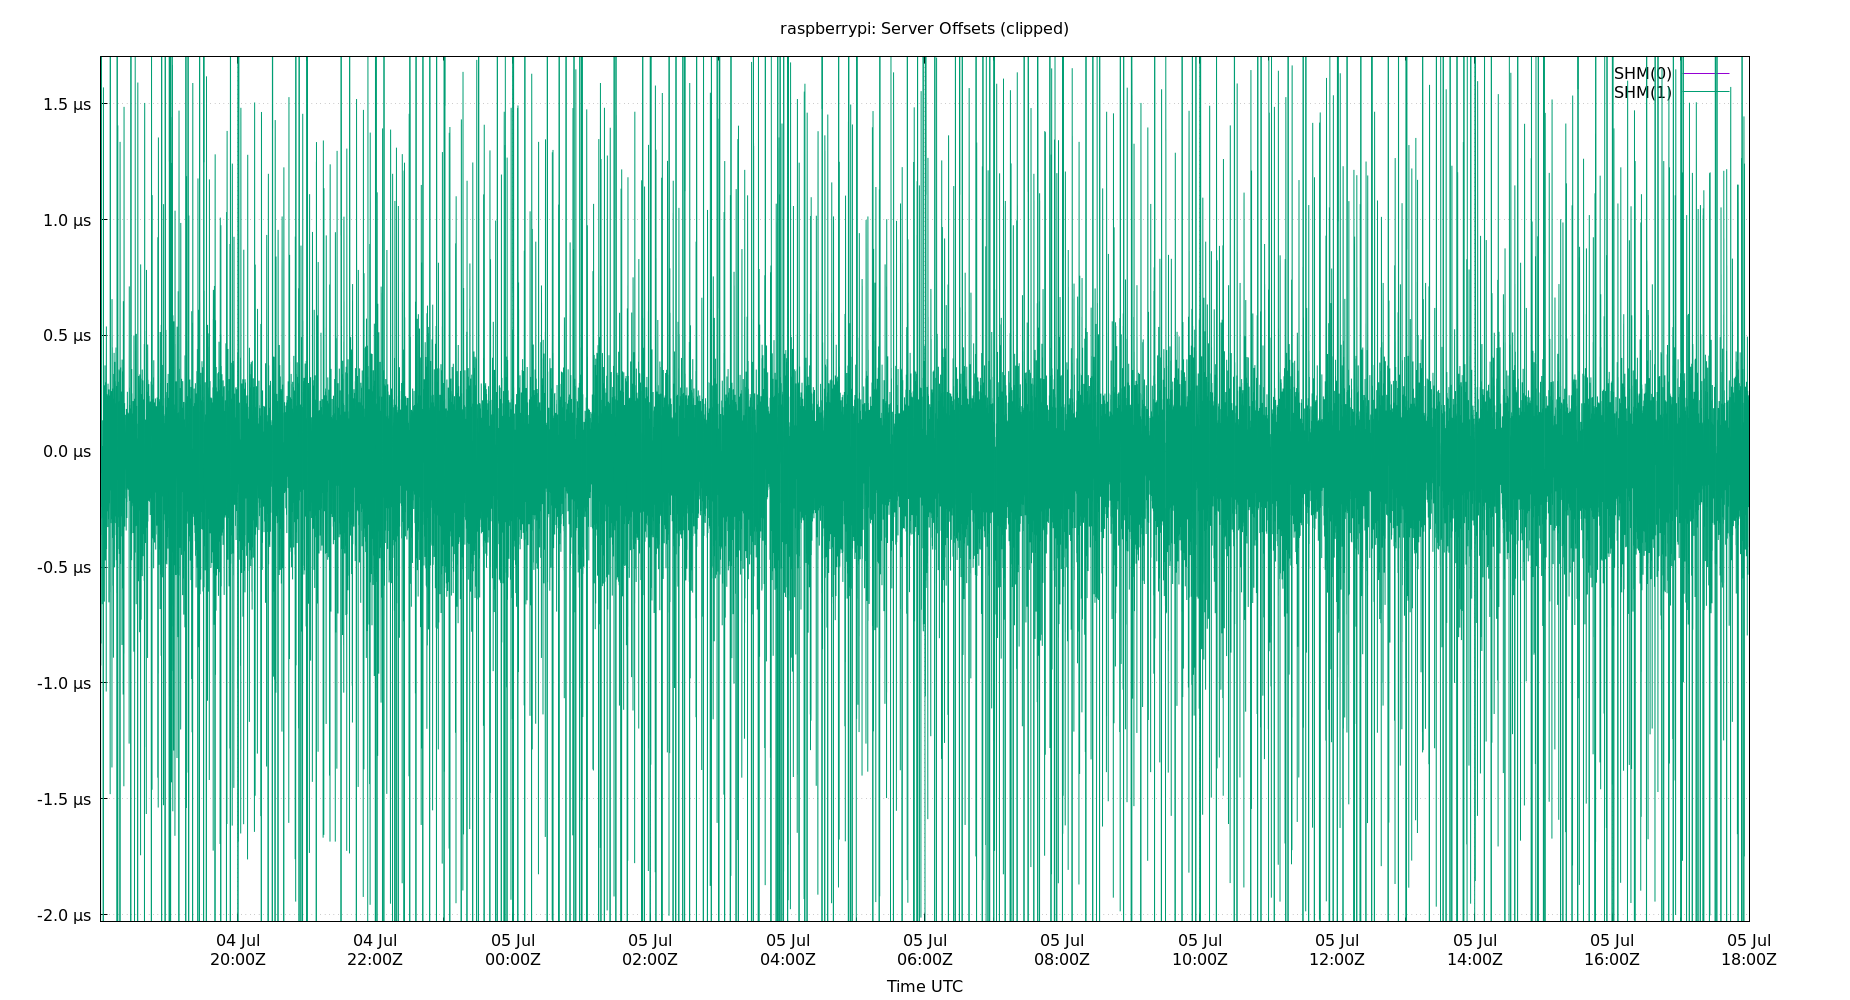 raspberrypi: Server Offsets (clipped)
SHM(0)
SHM(1)
1.5 µs
1.0 µs
0.5 µs
0.0 µs
-0.5 µs
-1.0 µs
-1.5 µs
-2.0 µs
04 Jul 04 Jul 05 Jul 05 Jul 05 Jul 05 Jul 05 Jul 05 Jul 05 Jul 05 Jul 05 Jul 05 Jul
20:00Z 22:00Z 00:00Z 02:00Z 04:00Z 06:00Z 08:00Z 10:00Z 12:00Z 14:00Z 16:00Z 18:00Z
Time UTC